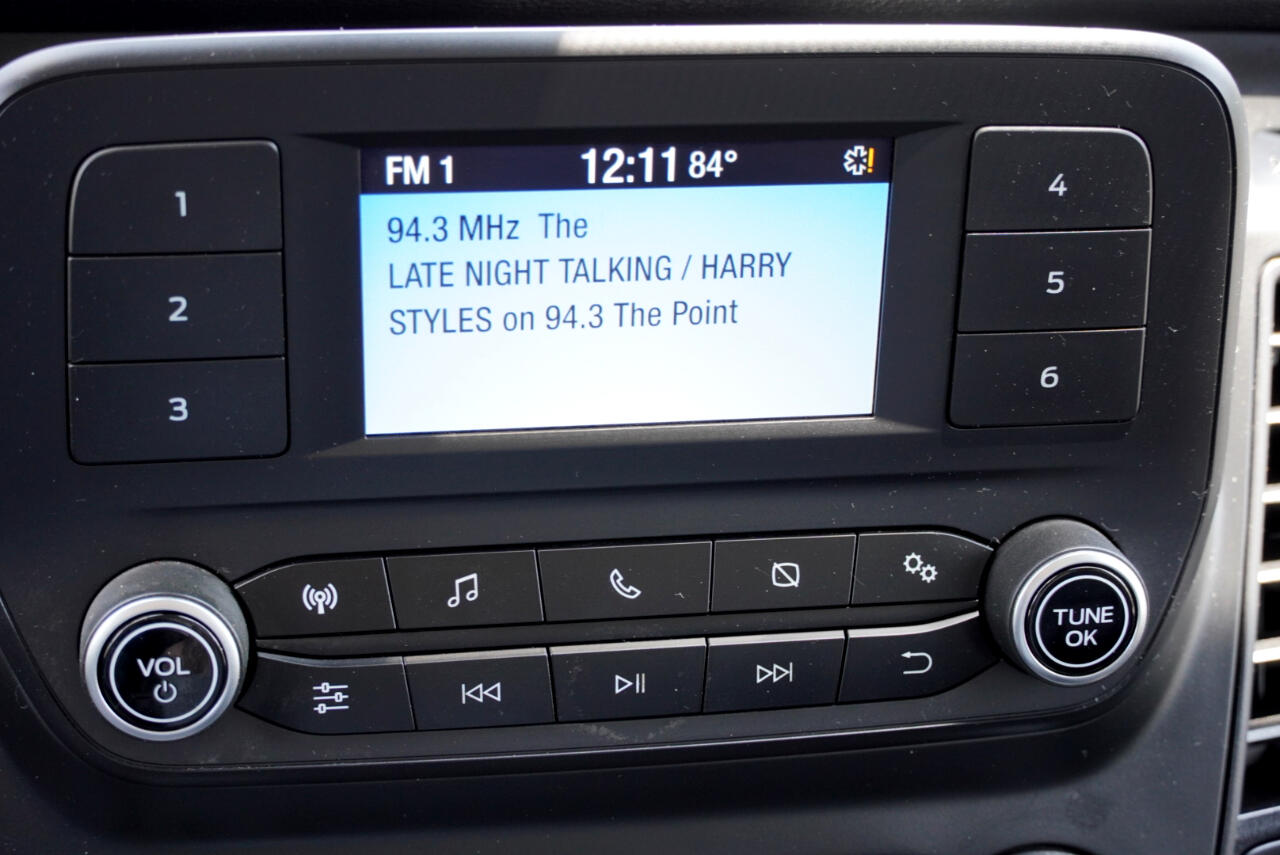 FM 1 12:11 84°
94.3 MHz The
LATE NIGHT TALKING / HARRY
STYLES on 94.3 The Point
1
2
3
4
5
6
VOL
TUNE
OK